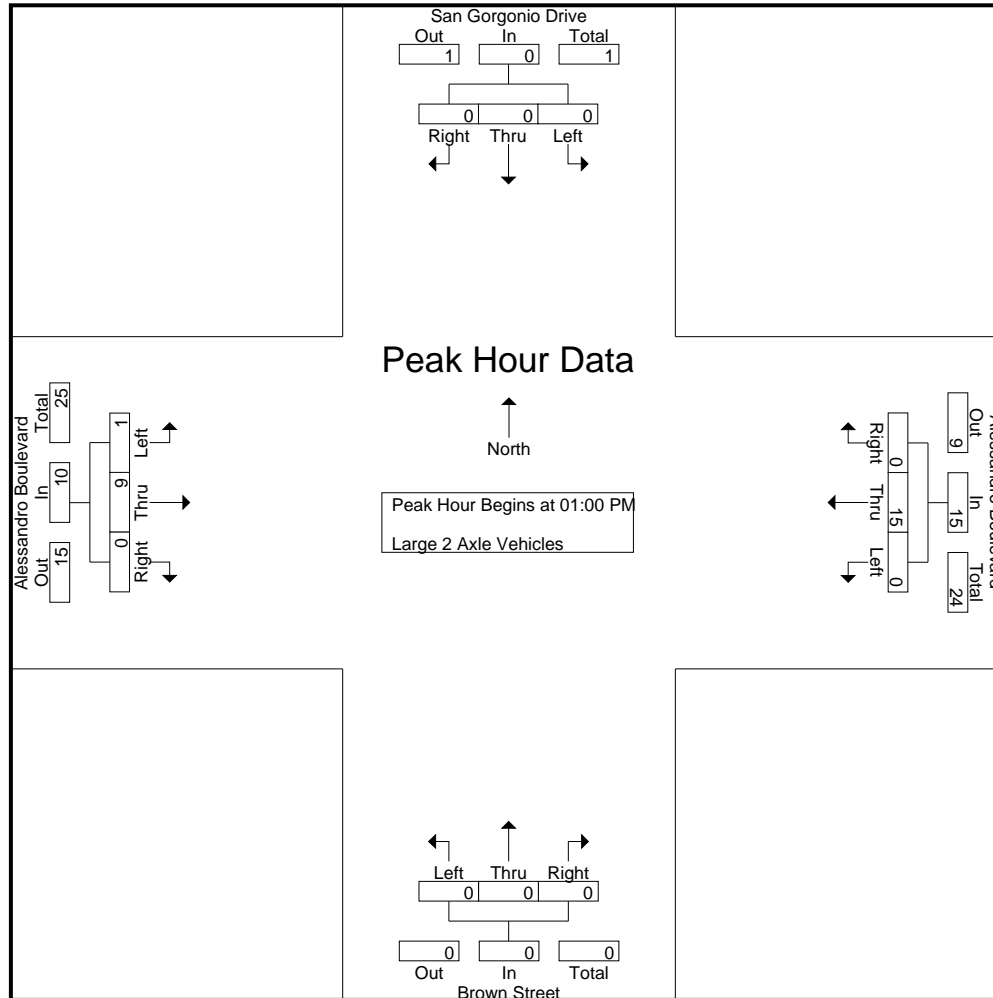 San Gorgonio Drive
Out In Total
1 0 1
0 0 0
Right Thru Left
Peak Hour Data
North
Peak Hour Begins at 01:00 PM
Large 2 Axle Vehicles
Alessandro Boulevard
Total In Out
25 10 15
1 9 0
Left Thru Right
Out In Total
9 15 24
0 15 0
Right Thru Left
Left Thru Right
0 0 0
0 0 0
Out In Total
Brown Street